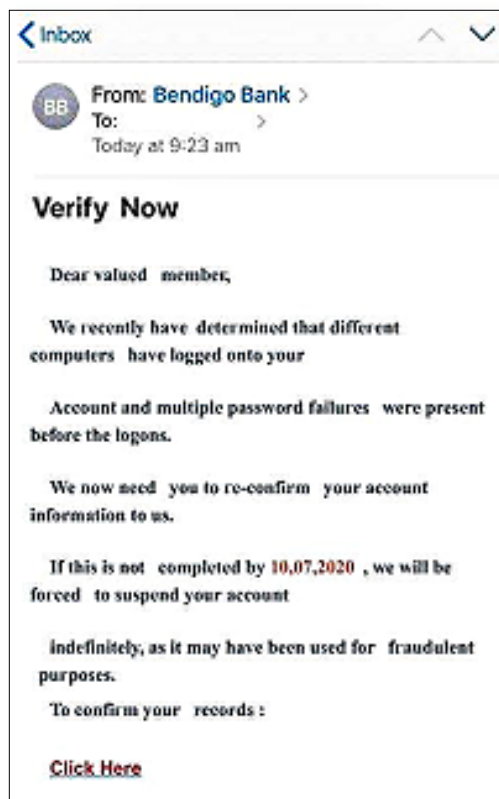 Inbox
BB
From: Bendigo Bank >
To: >
Today at 9:23 am
Verify Now
Dear valued member,
We recently have determined that different
computers have logged onto your
Account and multiple password failures were present
before the logons.
We now need you to re-confirm your account
information to us.
If this is not completed by 10,07,2020 , we will be
forced to suspend your account
indefinitely, as it may have been used for fraudulent
purposes.
To confirm your records :
Click Here